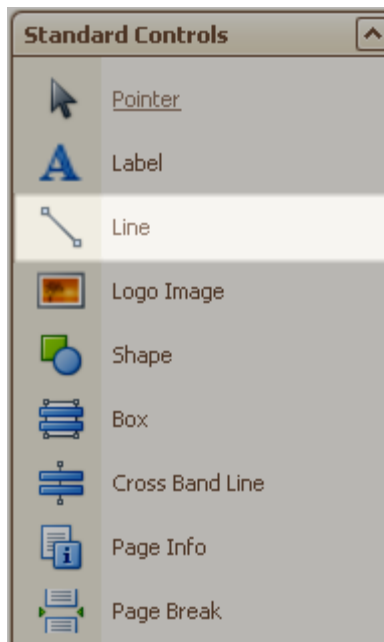 Standard Controls
Pointer
Label
Line
Logo Image
Shape
Box
Cross Band Line
Page Info
Page Break